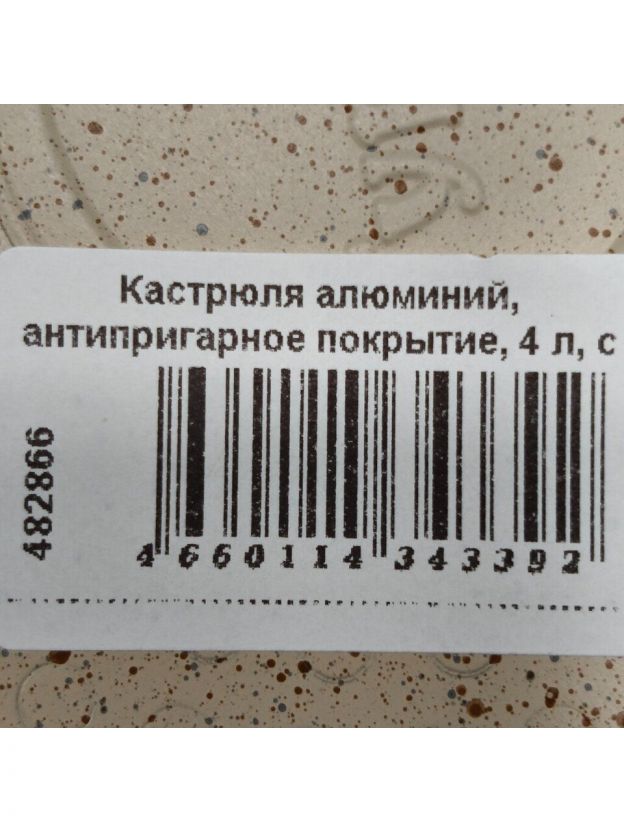 Кастрюля алюминий,
антипригарное покрытие, 4 л, с
482866
4 660114 343392